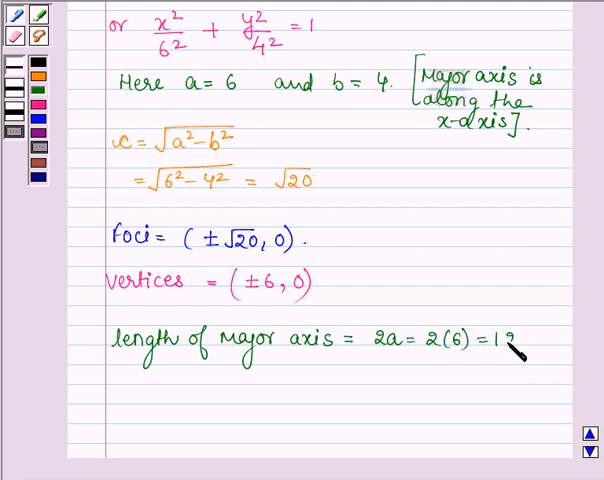 or x²/6² + y²/4² = 1
Here a = 6 and b = 4. [Major axis is
along the
x-axis].
c = √a²-b²
= √6²-4² = √20
Foci = (±√20, 0).
Vertices = (±6, 0)
length of Major axis = 2a = 2(6) =